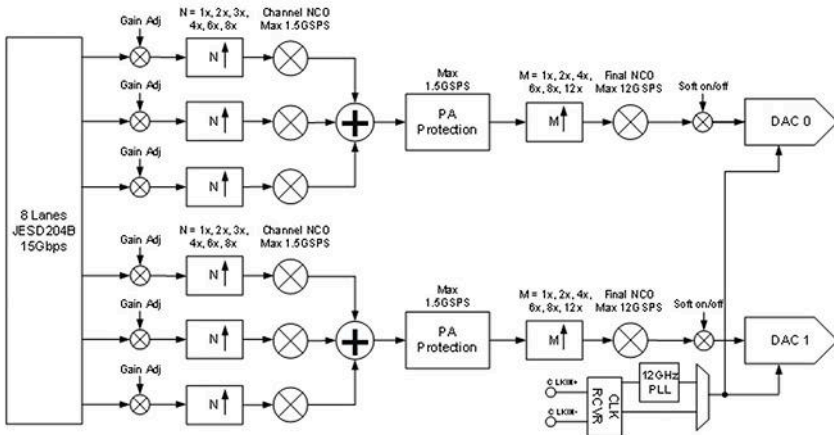 Gain Adj
N = 1x, 2x, 3x,
4x, 6x, 8x
Channel NCO
Max 1.5GSPS
N
Gain Adj
N
Gain Adj
N
Max
1.5GSPS
PA
Protection
M = 1x, 2x, 4x,
6x, 8x, 12x
M
Final NCO
Max 12GSPS
Soft on/off
DAC 0
8 Lanes
JESD204B
15Gbps
Gain Adj
N = 1x, 2x, 3x,
4x, 6x, 8x
Channel NCO
Max 1.5GSPS
N
Gain Adj
N
Gain Adj
N
Max
1.5GSPS
PA
Protection
M = 1x, 2x, 4x,
6x, 8x, 12x
M
Final NCO
Max 12GSPS
Soft on/off
DAC 1
CLKIN+
CLKIN-
CLK
RCVR
12GHz
PLL